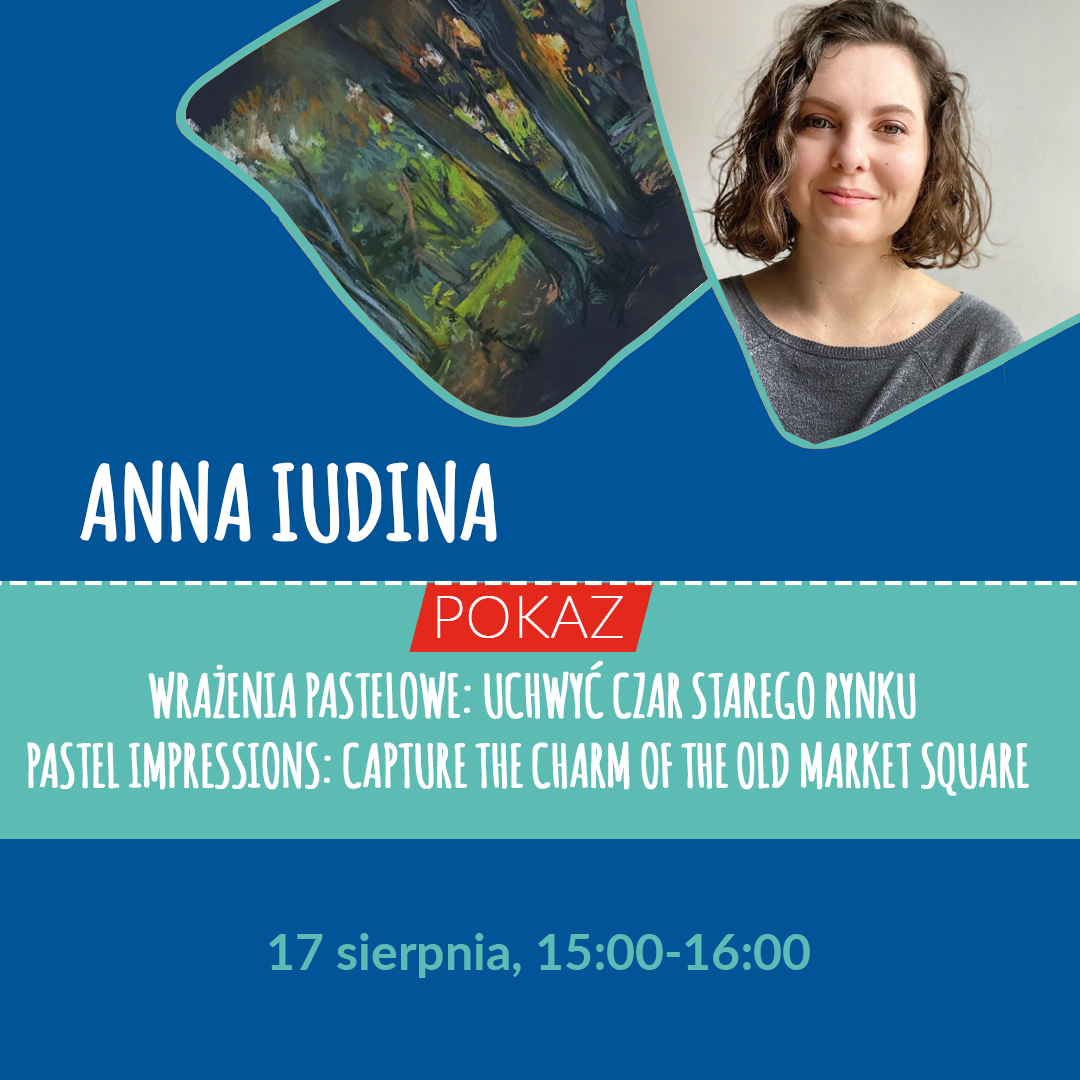 ANNA IUDINA
POKAZ
WRAŻENIA PASTELOWE: UCHWYĆ CZAR STAREGO RYNKU
PASTEL IMPRESSIONS: CAPTURE THE CHARM OF THE OLD MARKET SQUARE
17 sierpnia, 15:00-16:00